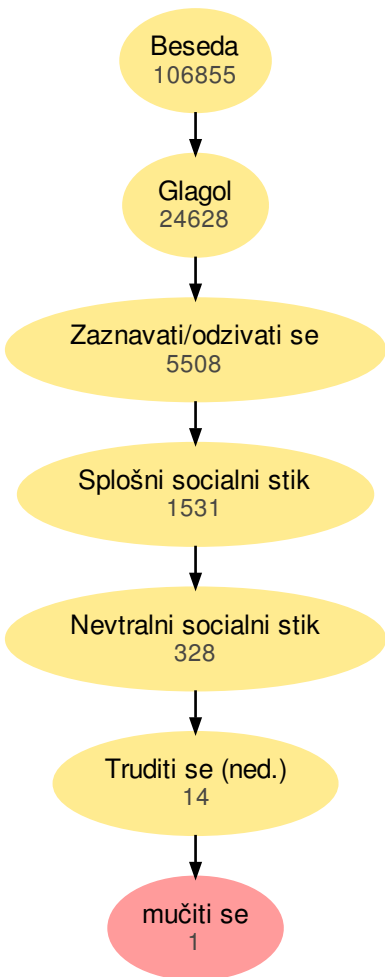 Beseda
106855
Glagol
24628
Zaznavati/odzivati se
5508
Splošni socialni stik
1531
Nevtralni socialni stik
328
Truditi se (ned.)
14
mučiti se
1